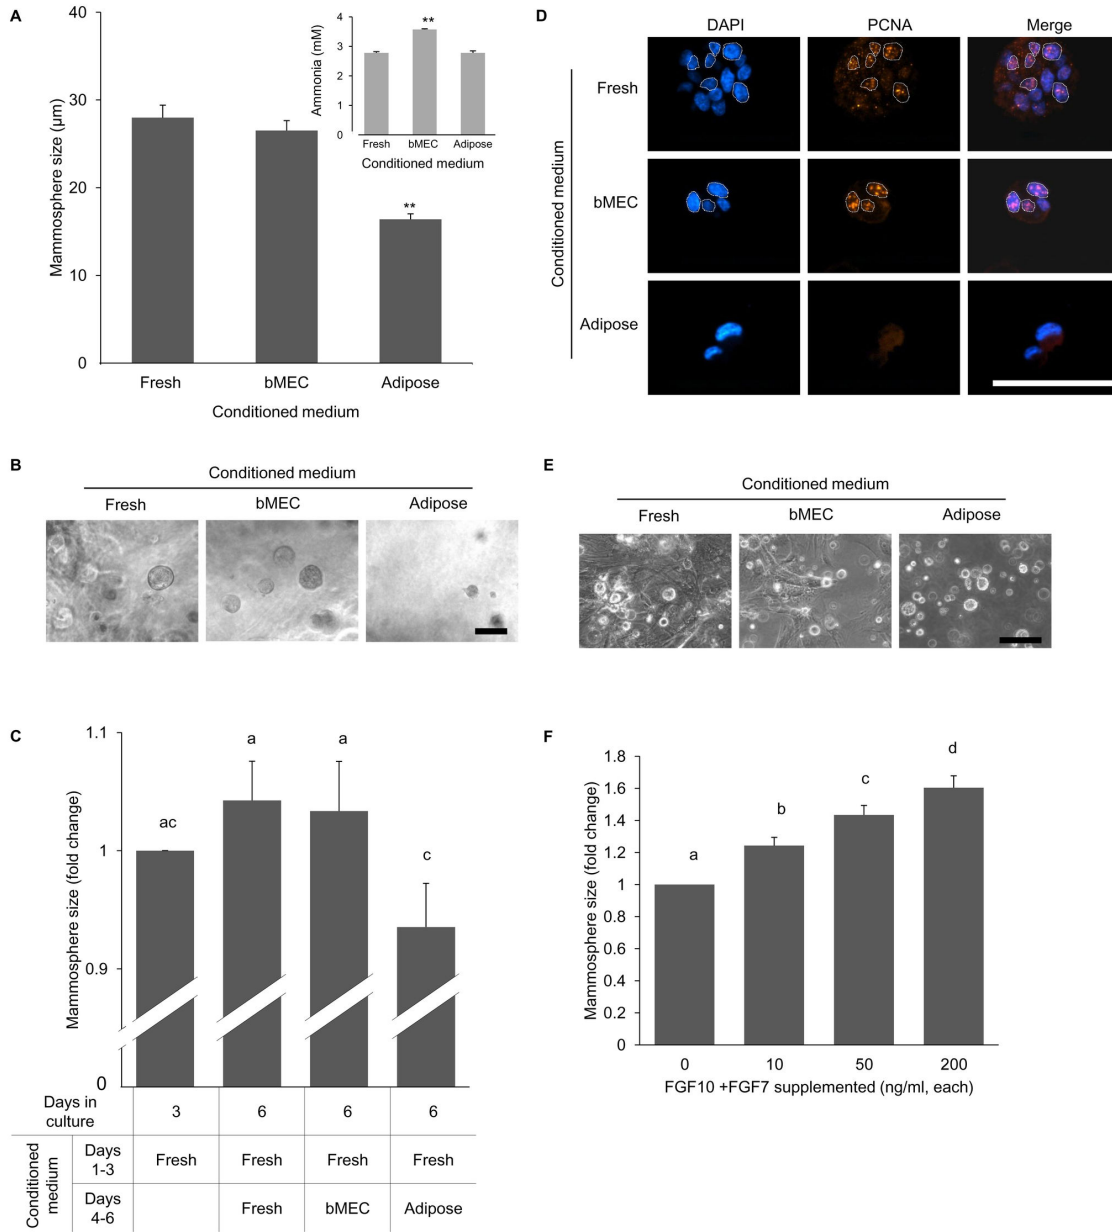 A
Mammosphere size (µm)
40
30
20
10
0
Fresh
bMEC
Adipose
**
Conditioned medium
Ammonia (mM)
4
3
2
1
0
**
Fresh
bMEC
Adipose
Conditioned medium
D
DAPI
PCNA
Merge
Conditioned medium
Fresh
bMEC
Adipose
B
Conditioned medium
Fresh
bMEC
Adipose
E
Conditioned medium
Fresh
bMEC
Adipose
C
Mammosphere size (fold change)
1.1
1
0.9
0
ac
a
a
c
Days in
culture
3
6
6
6
Conditioned
medium
Days
1-3
Fresh
Fresh
Fresh
Fresh
Days
4-6
Fresh
bMEC
Adipose
F
Mammosphere size (fold change)
1.8
1.6
1.4
1.2
1
0.8
0.6
0.4
0.2
0
a
b
c
d
0
10
50
200
FGF10 +FGF7 supplemented (ng/ml, each)